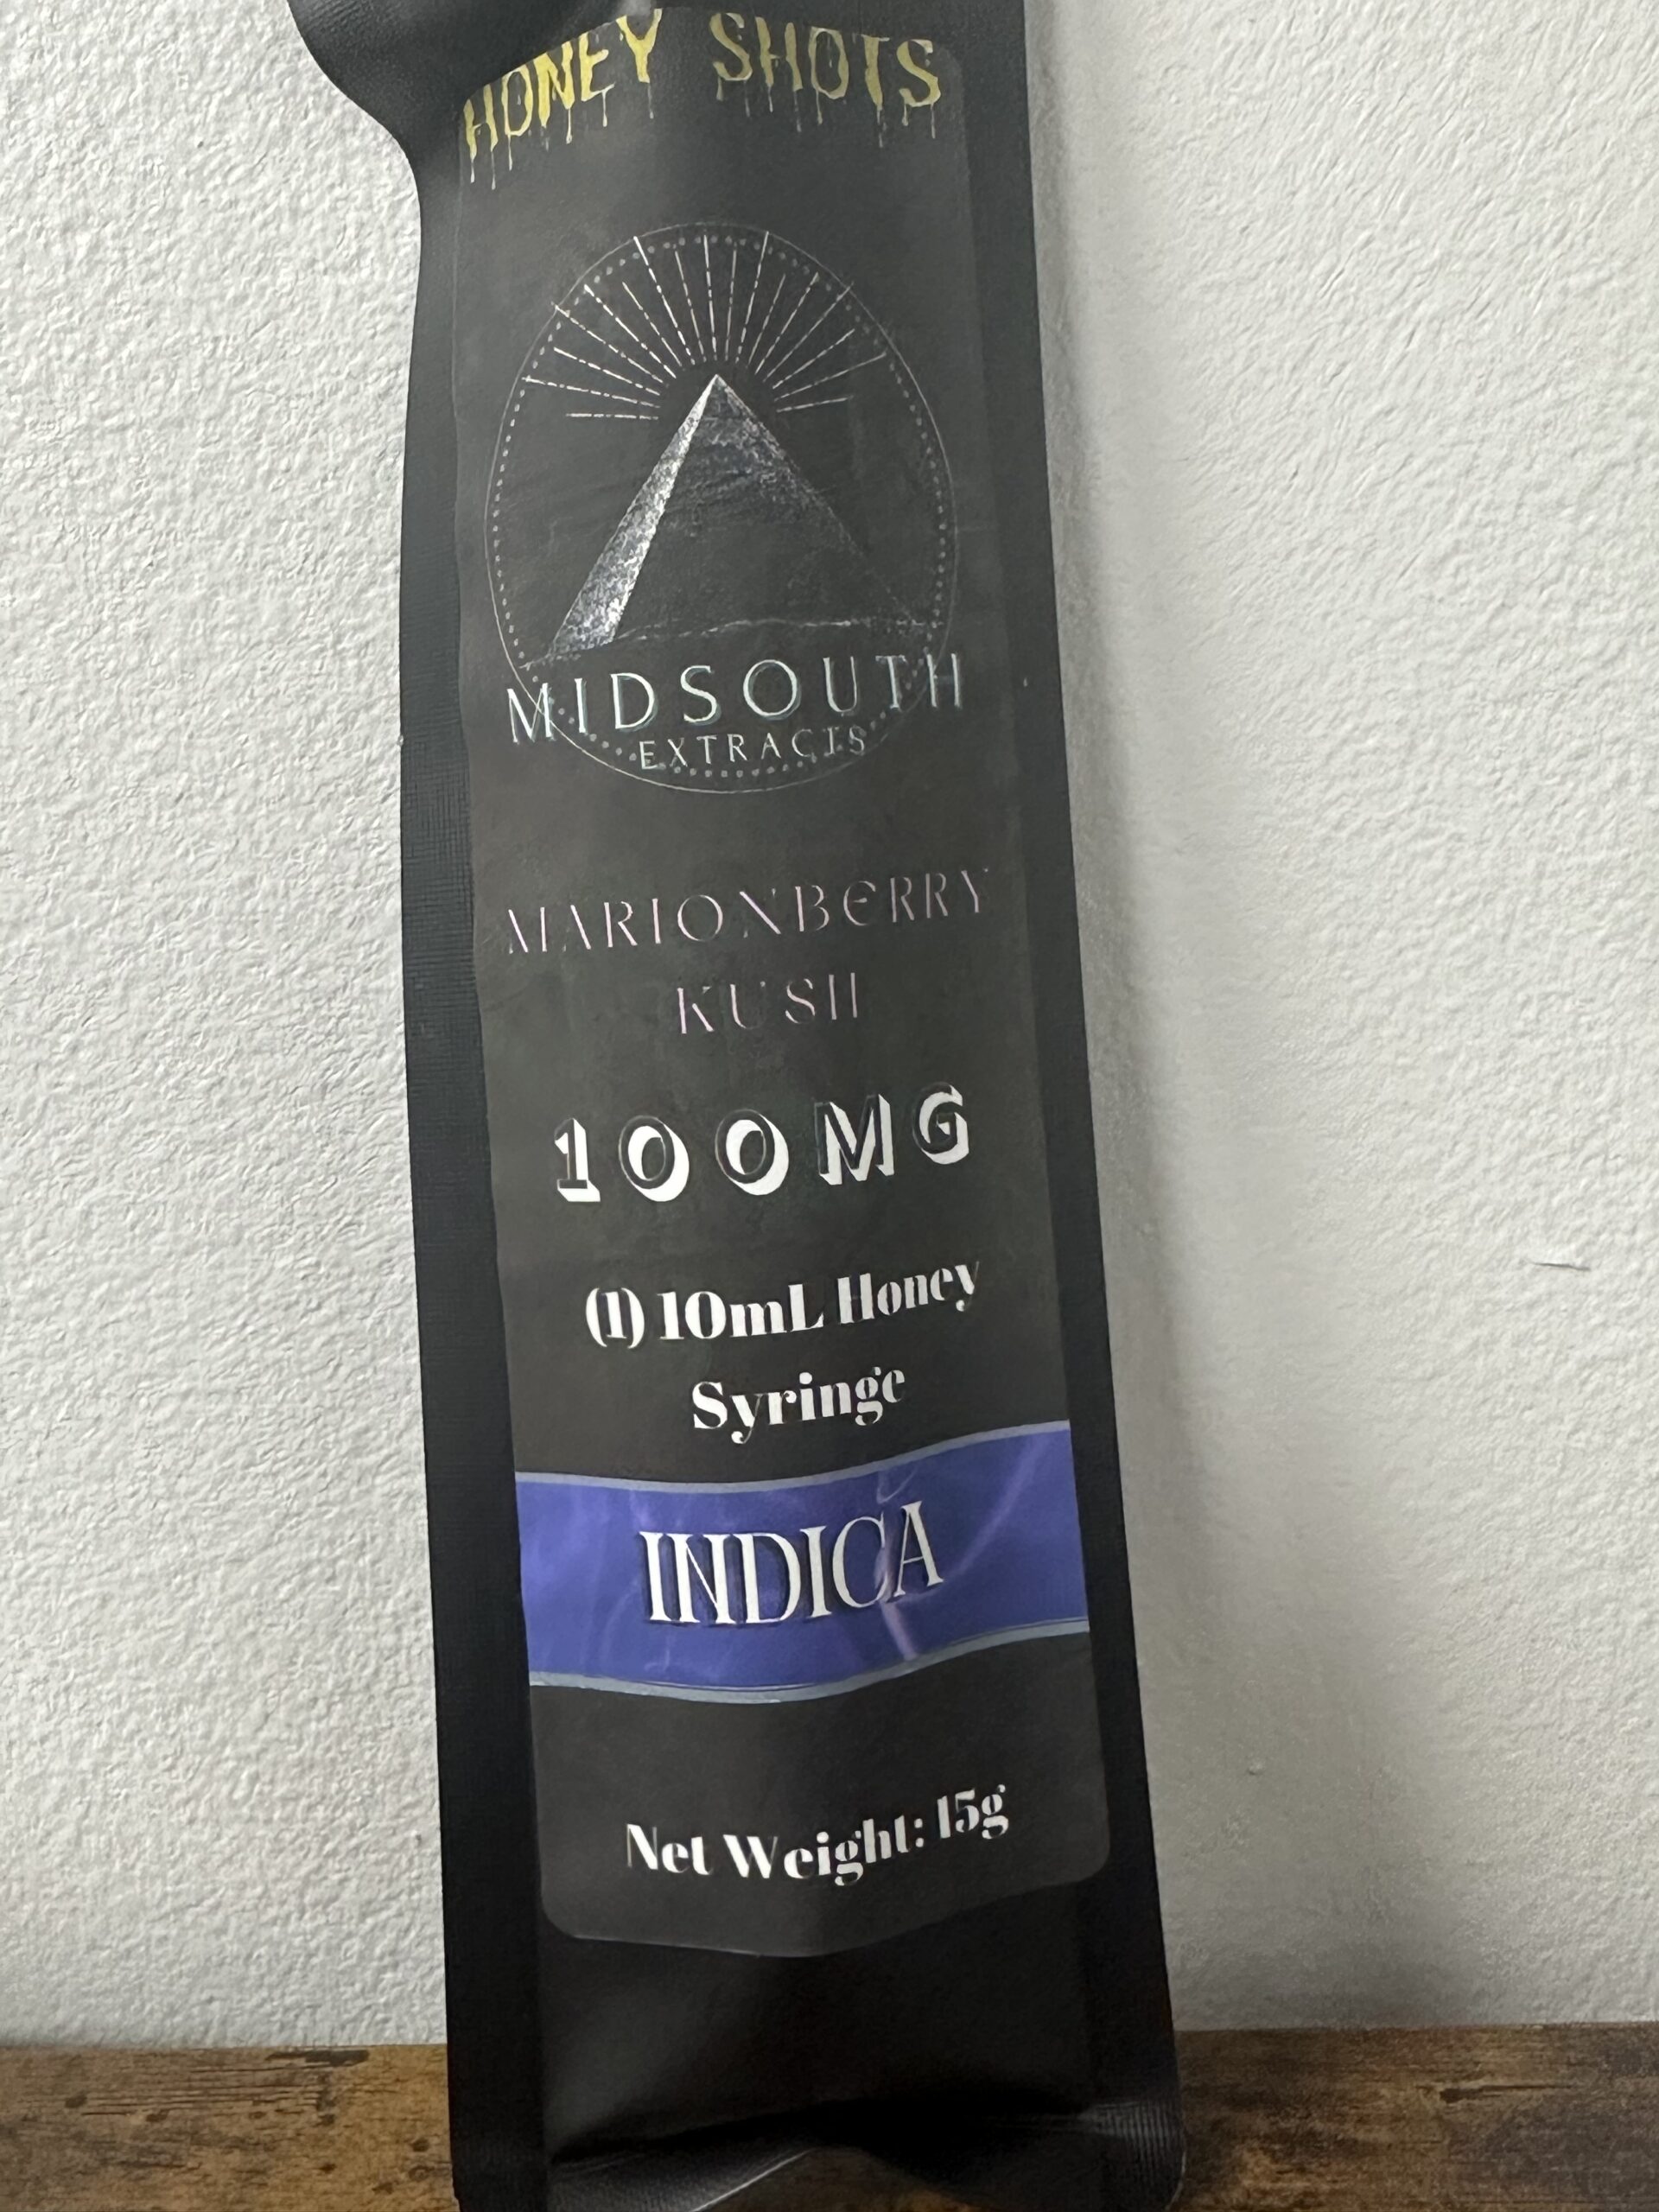 HONEY SHOTS
MIDSOUTH
EXTRACTS
MARIONBERRY
KUSH
100MG
(1) 10mL Honey
Syringe
INDICA
Net Weight: 15g